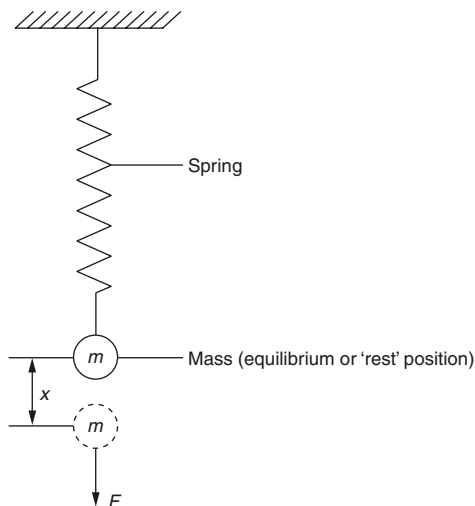 Spring
m
Mass (equilibrium or ‘rest’ position)
x
m
F